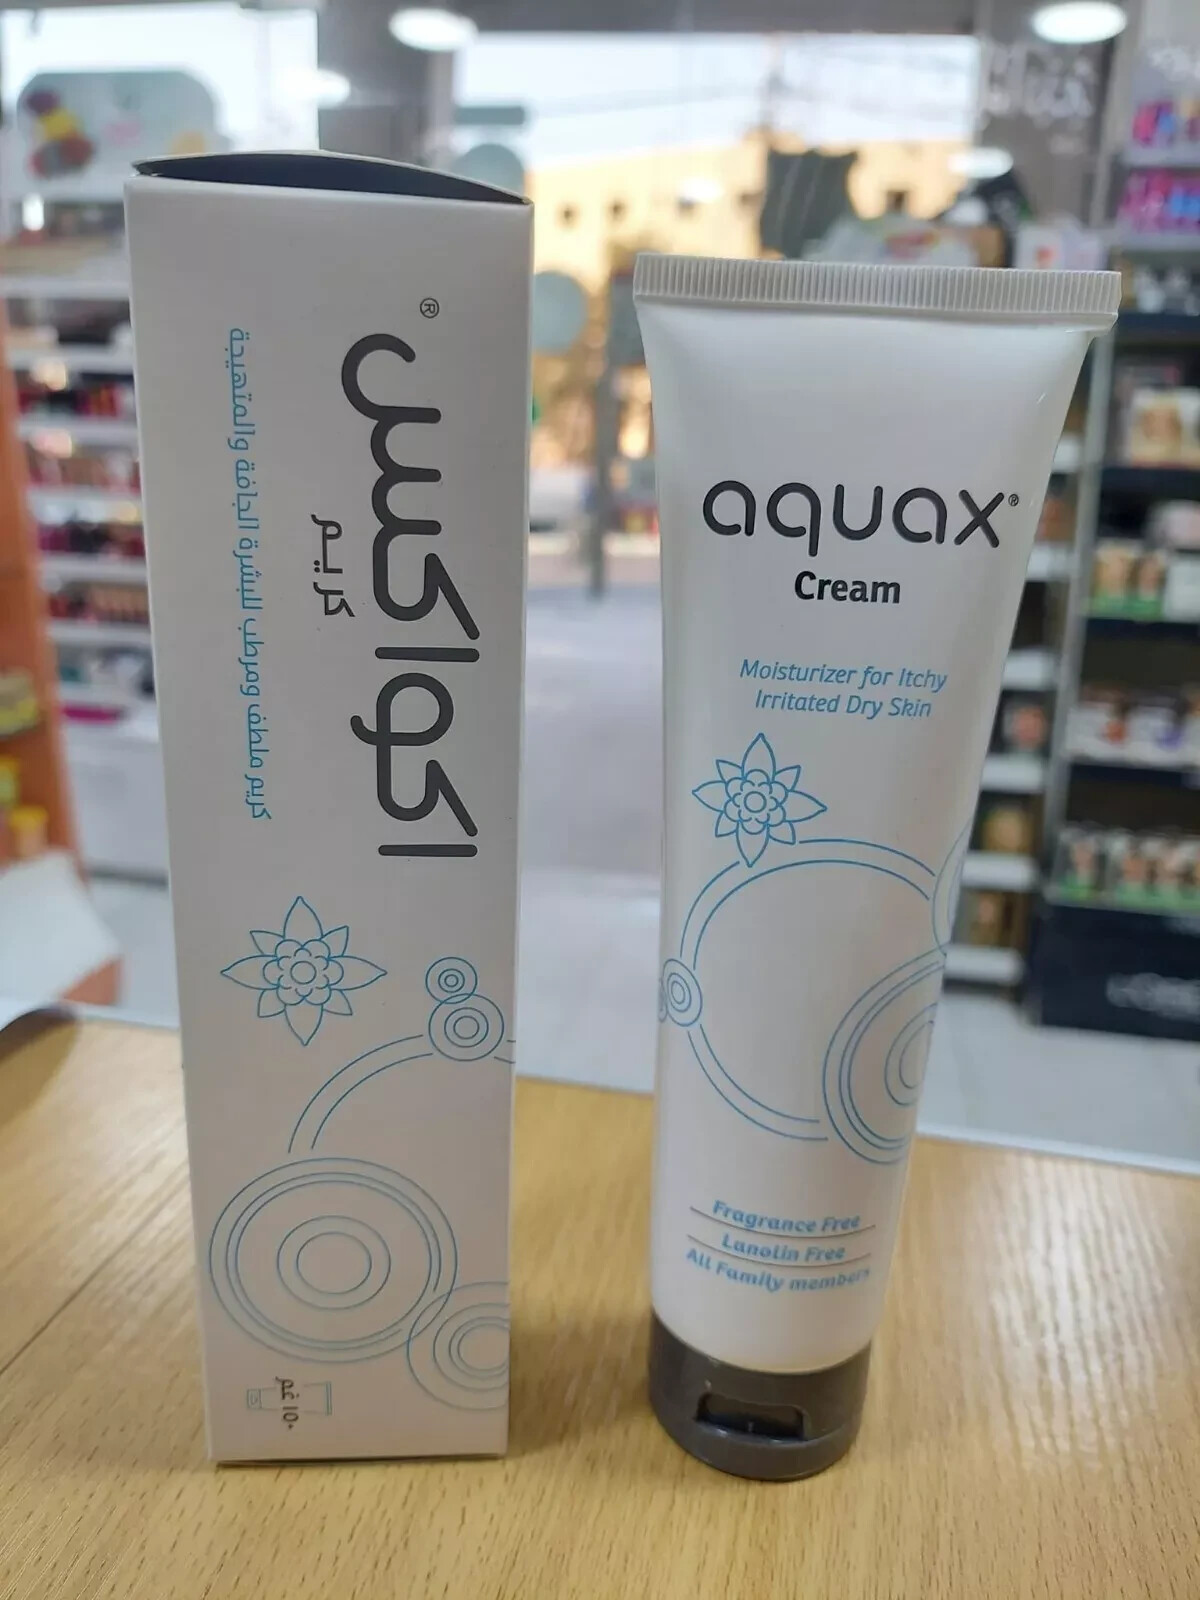 اكواكس®
كريم
كريم ملطف ومرطب للبشرة الجافة والمتهيجة
١٥٠ غم
aquax®
Cream
Moisturizer for Itchy
Irritated Dry Skin
Fragrance Free
Lanolin Free
All Family members